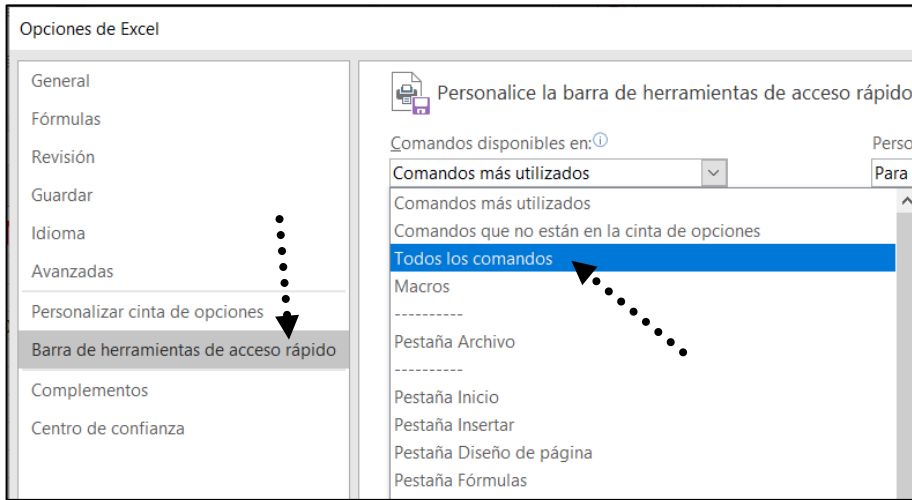 Opciones de Excel
General
Fórmulas
Revisión
Guardar
Idioma
Avanzadas
Personalizar cinta de opciones
Barra de herramientas de acceso rápido
Complementos
Centro de confianza
Personalice la barra de herramientas de acceso rápido
Comandos disponibles en:
Perso
Comandos más utilizados
Para
Comandos más utilizados
Comandos que no están en la cinta de opciones
Todos los comandos
Macros
----------
Pestaña Archivo
----------
Pestaña Inicio
Pestaña Insertar
Pestaña Diseño de página
Pestaña Fórmulas